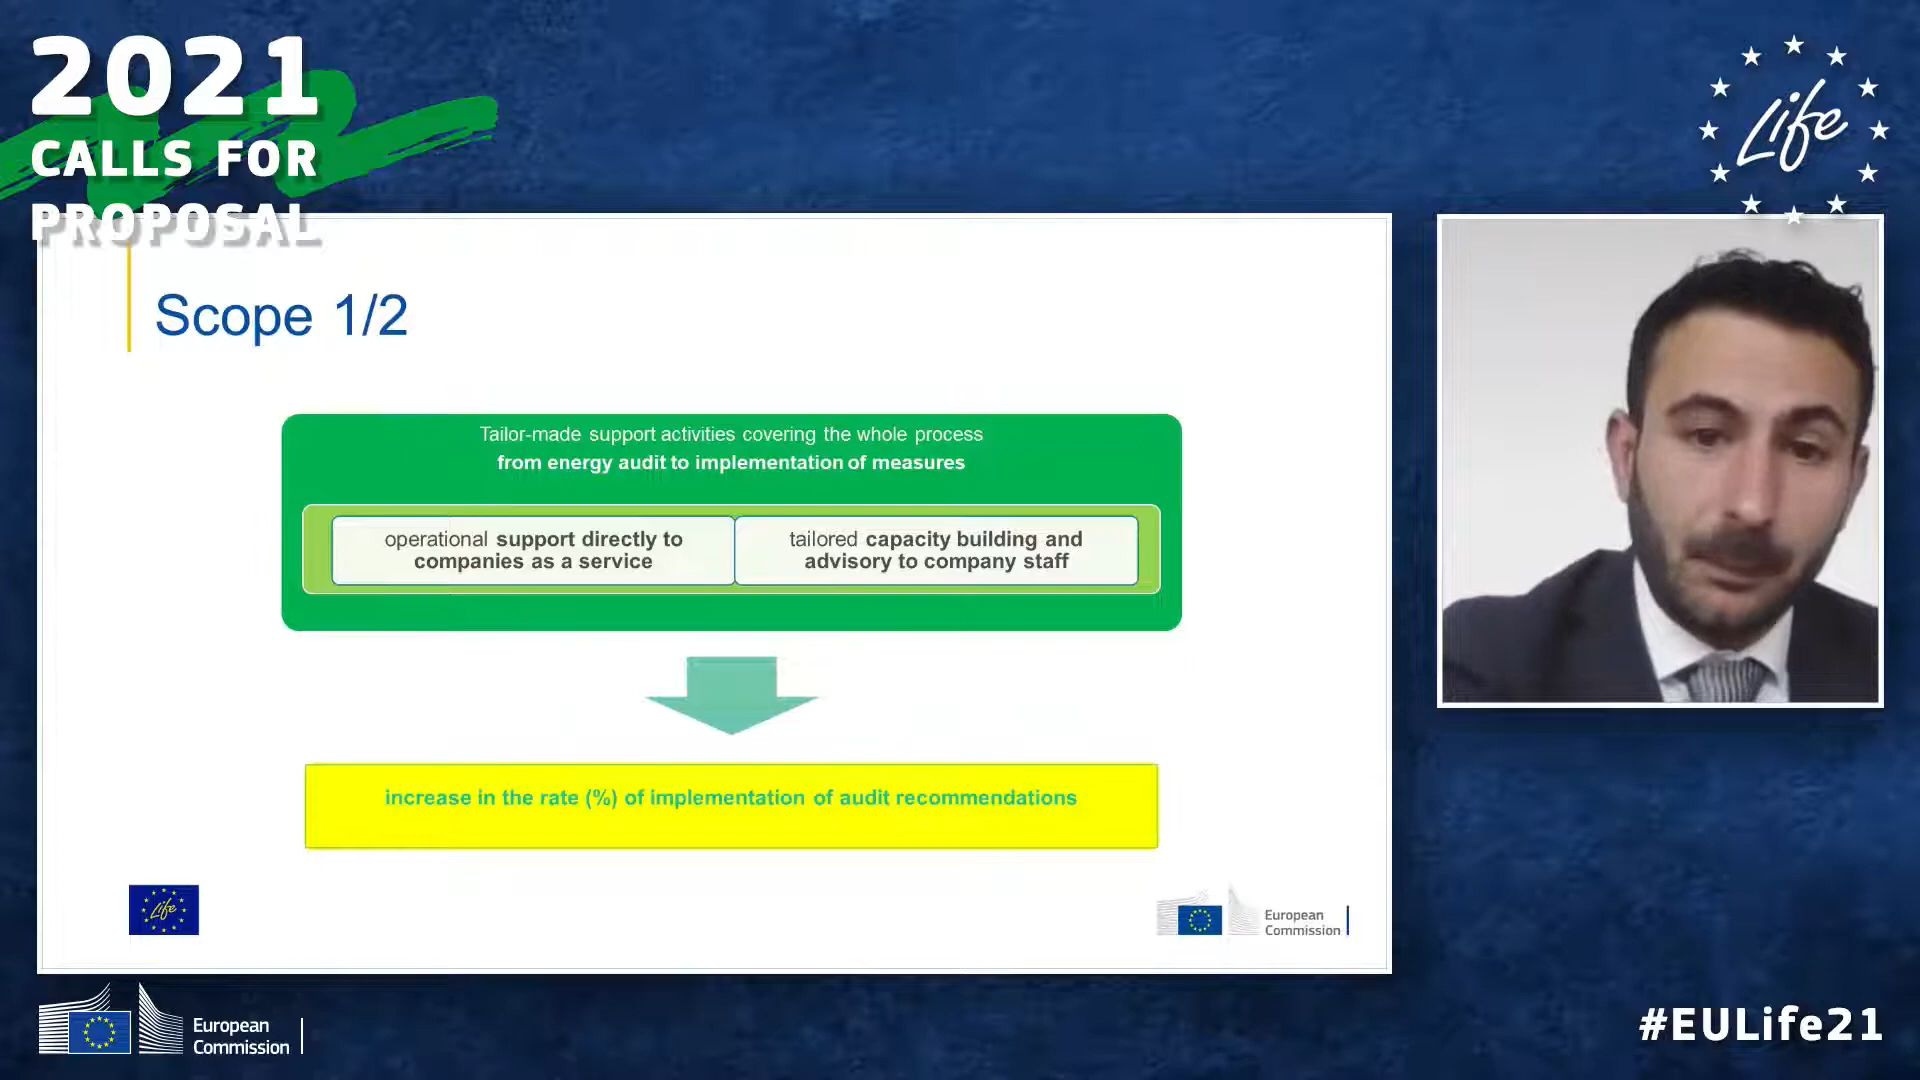 2021
CALLS FOR
PROPOSAL
Life
Scope 1/2
Tailor-made support activities covering the whole process
from energy audit to implementation of measures
operational support directly to
companies as a service
tailored capacity building and
advisory to company staff
increase in the rate (%) of implementation of audit recommendations
Life
European
Commission
European
Commission
#EULife21